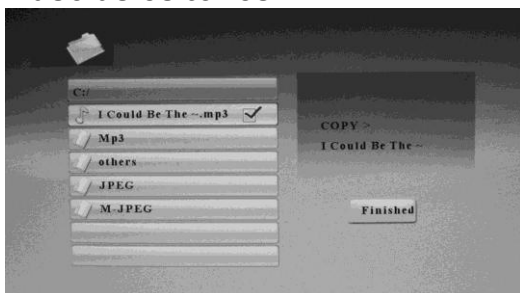 C:/
I Could Be The ~.mp3
Mp3
others
JPEG
M-JPEG
COPY >
I Could Be The ~
Finished